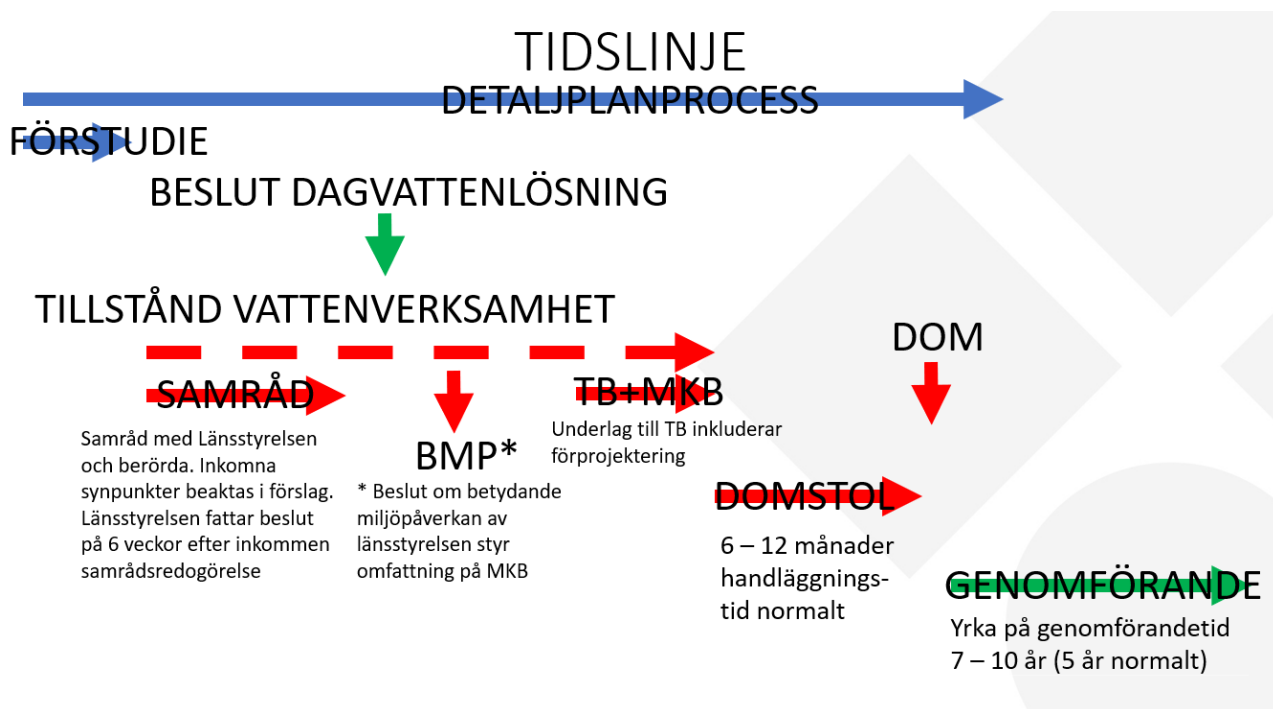 TIDSLINJE
DETALJPLANPROCESS
FÖRSTUDIE
BESLUT DAGVATTENLÖSNING
TILLSTÅND VATTENVERKSAMHET
SAMRÅD
Samråd med Länsstyrelsen
och berörda. Inkomna
synpunkter beaktas i förslag.
Länsstyrelsen fattar beslut
på 6 veckor efter inkommen
samrådsredogörelse
BMP*
* Beslut om betydande
miljöpåverkan av
länsstyrelsen styr
omfattning på MKB
TB+MKB
Underlag till TB inkluderar
förprojektering
DOM
DOMSTOL
6 – 12 månader
handläggnings-
tid normalt
GENOMFÖRANDE
Yrka på genomförandetid
7 – 10 år (5 år normalt)